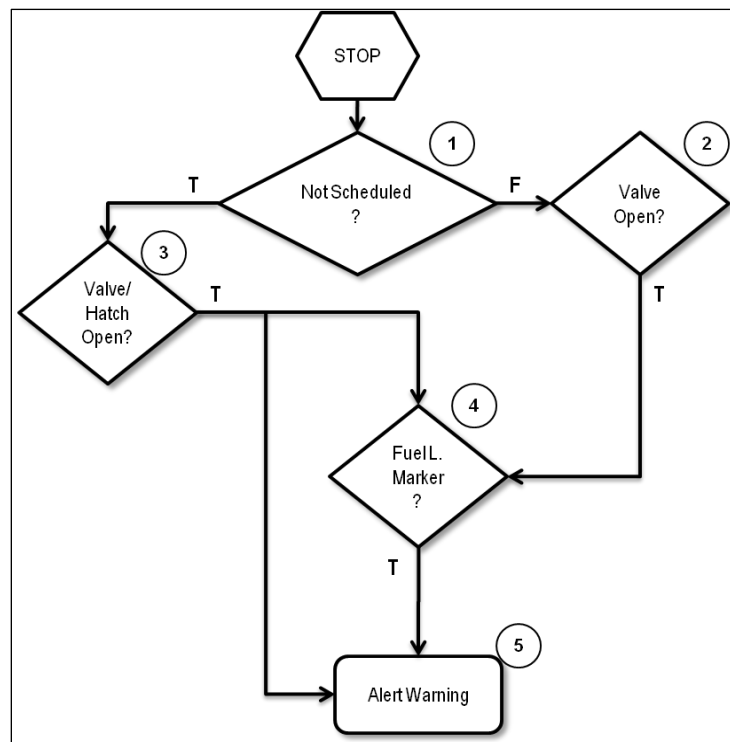 STOP
1
2
T
Not Scheduled
?
F
Valve
Open?
3
Valve/
Hatch
Open?
T
T
4
Fuel L.
Marker
?
T
5
Alert Warning